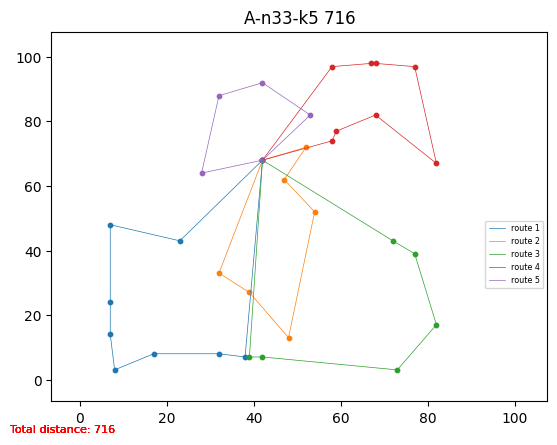 A-n33-k5 716
100
80
60
40
20
0
0 20 40 60 80 100
route 1
route 2
route 3
route 4
route 5
Total distance: 716